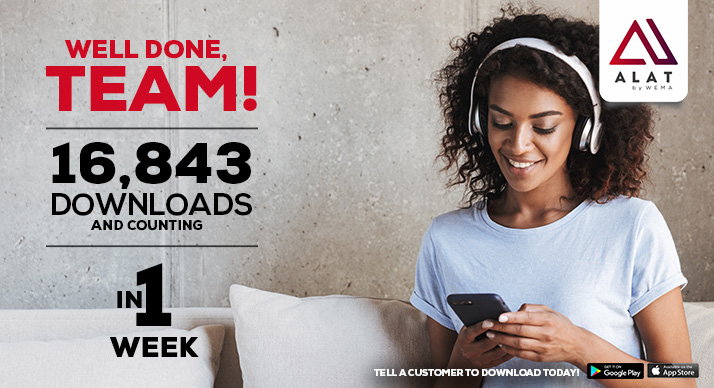 WELL DONE,
TEAM!
16,843
DOWNLOADS
AND COUNTING
IN 1
WEEK
ALAT
by WEMA
TELL A CUSTOMER TO DOWNLOAD TODAY!
GET IT ON
Google Play
Available on the
App Store